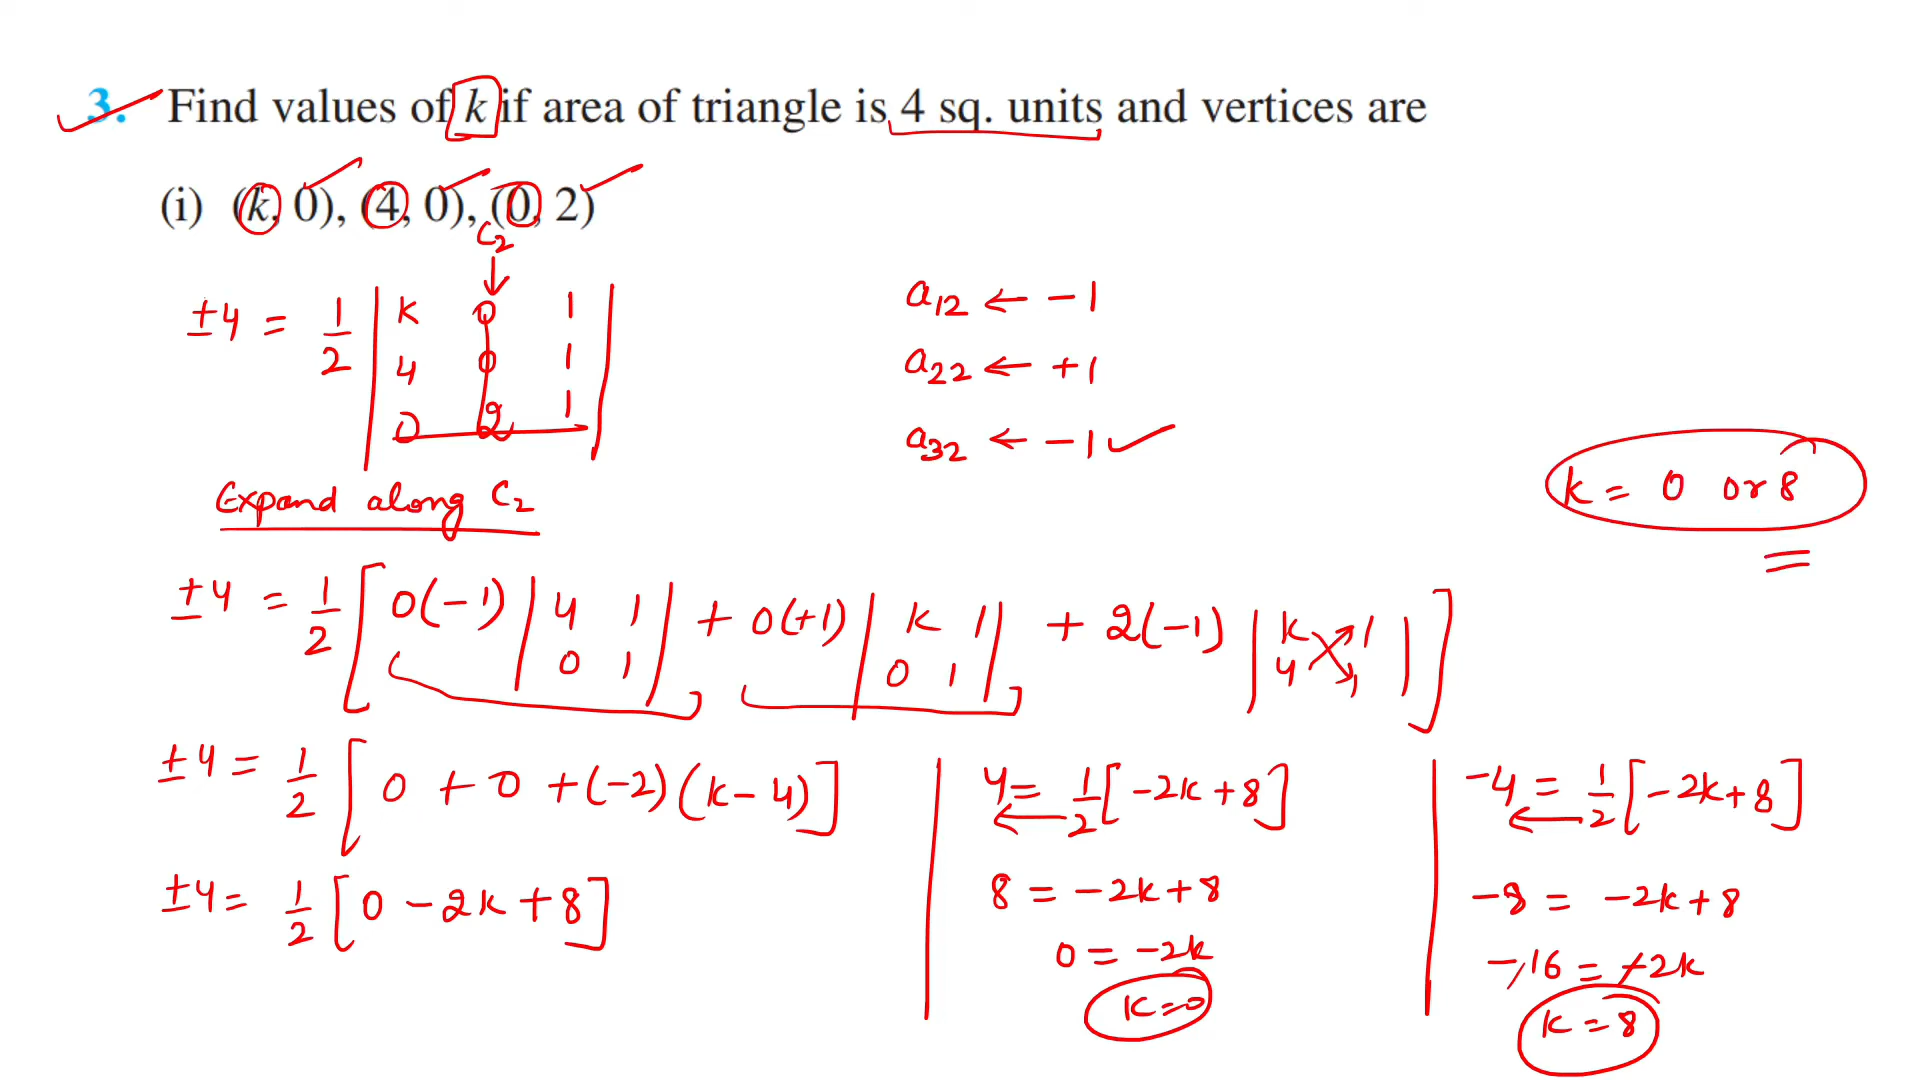 3. Find values of k if area of triangle is 4 sq. units and vertices are
(i) (k, 0), (4, 0), (0, 2)
C2
±4 = 1/2 | k 0 1
4 0 1
0 2 1 |
a12 ← -1
a22 ← +1
a32 ← -1
k = 0 or 8
Expand along C2
±4 = 1/2 [ 0(-1) | 4 1 | + 0(+1) | k 1 | + 2(-1) | k 1 | ]
0 1 0 1 4 1
±4 = 1/2 [ 0 + 0 + (-2)(k-4) ]
±4 = 1/2 [ 0 - 2k + 8 ]
4 = 1/2 [ -2k + 8 ]
8 = -2k + 8
0 = -2k
k = 0
-4 = 1/2 [ -2k + 8 ]
-8 = -2k + 8
-16 = -2k
k = 8